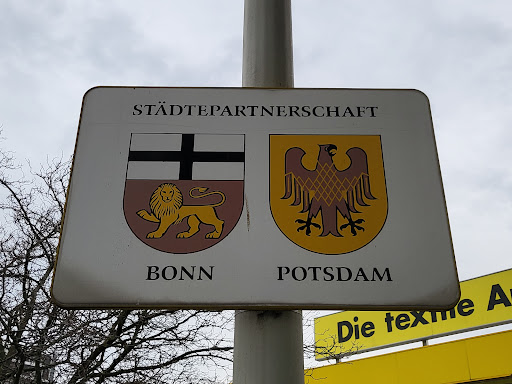 STÄDTEPARTNERSCHAFT
BONN POTSDAM
Die textile